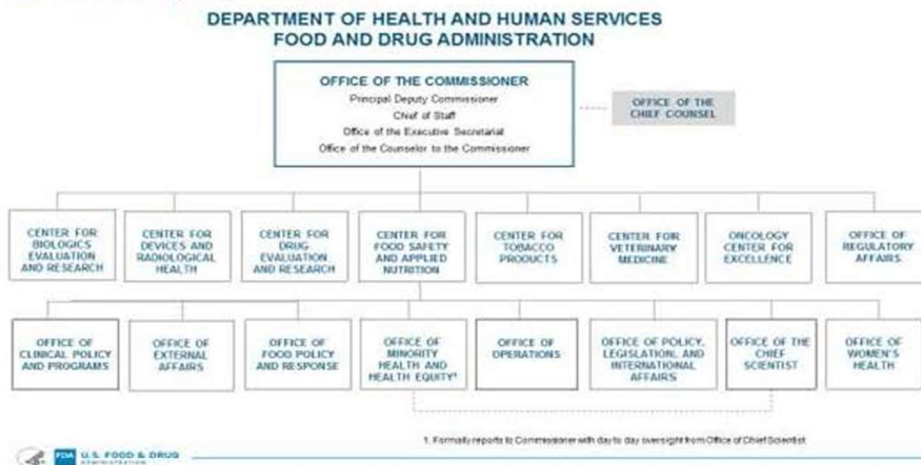 DEPARTMENT OF HEALTH AND HUMAN SERVICES
FOOD AND DRUG ADMINISTRATION
OFFICE OF THE COMMISSIONER
Principal Deputy Commissioner
Chief of Staff
Office of the Executive Secretariat
Office of the Counselor to the Commissioner
OFFICE OF THE
CHIEF COUNSEL
CENTER FOR
BIOLOGICS
EVALUATION
AND RESEARCH
CENTER FOR
DEVICES AND
RADIOLOGICAL
HEALTH
CENTER FOR
DRUG
EVALUATION
AND RESEARCH
CENTER FOR
FOOD SAFETY
AND APPLIED
NUTRITION
CENTER FOR
TOBACCO
PRODUCTS
CENTER FOR
VETERINARY
MEDICINE
ONCOLOGY
CENTER FOR
EXCELLENCE
OFFICE OF
REGULATORY
AFFAIRS
OFFICE OF
CLINICAL POLICY
AND PROGRAMS
OFFICE OF
EXTERNAL
AFFAIRS
OFFICE OF
FOOD POLICY
AND RESPONSE
OFFICE OF
MINORITY
HEALTH AND
HEALTH EQUITY¹
OFFICE OF
OPERATIONS
OFFICE OF POLICY,
LEGISLATION, AND
INTERNATIONAL
AFFAIRS
OFFICE OF THE
CHIEF
SCIENTIST
OFFICE OF
WOMEN'S
HEALTH
1. Formally reports to Commissioner with day to day oversight from Office of Chief Scientist
FDA U.S. FOOD & DRUG
ADMINISTRATION